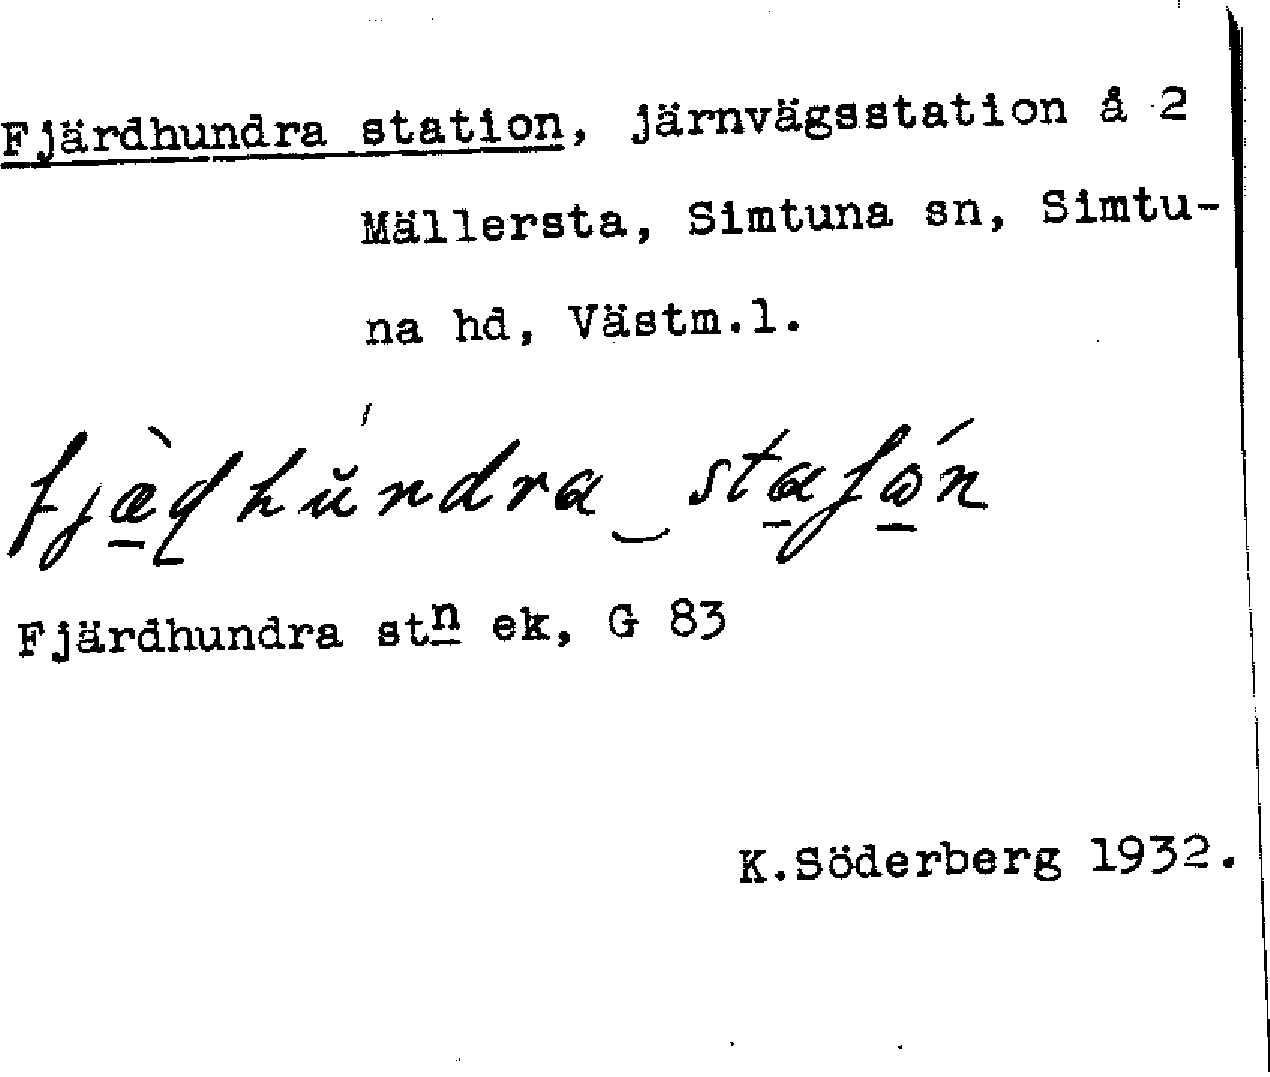 Fjärdhundra station, järnvägsstation å 2
Mällersta, Simtuna sn, Simtu-
na hd, Västm.l.
Fjärdhundra stn ek, G 83
K.Söderberg 1932.